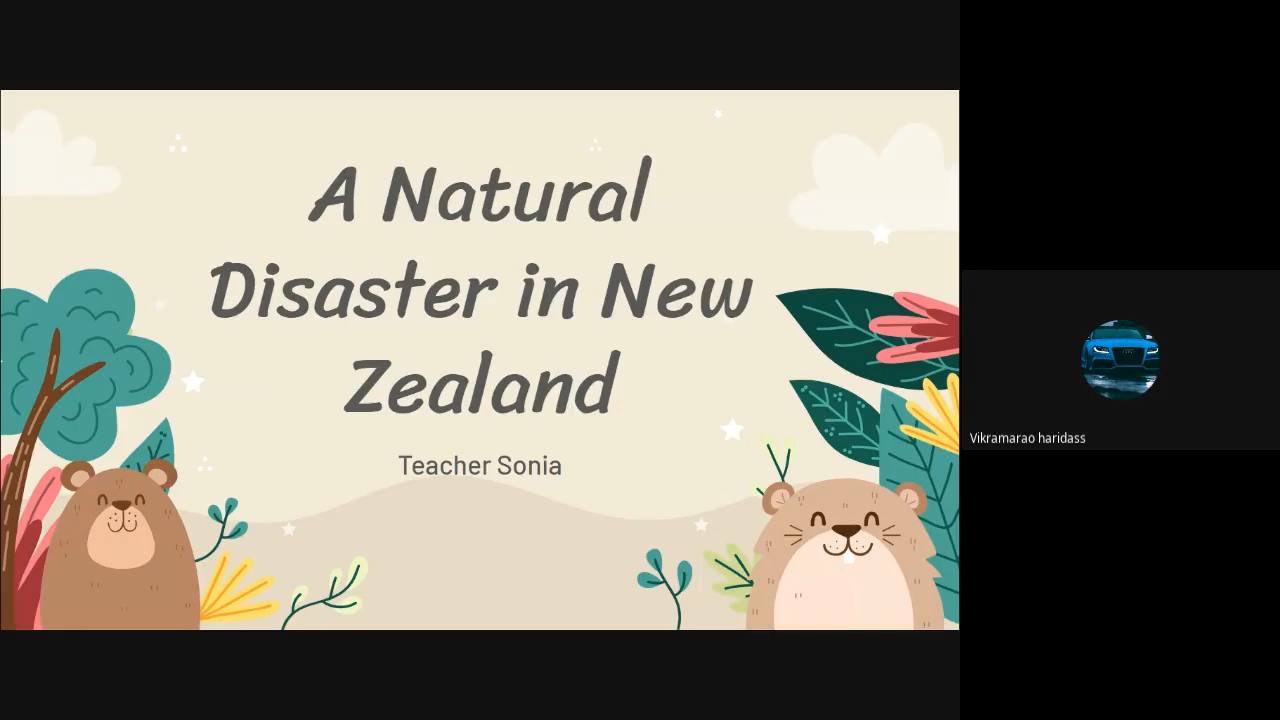 A Natural
Disaster in New
Zealand
Teacher Sonia
Vikramarao haridass